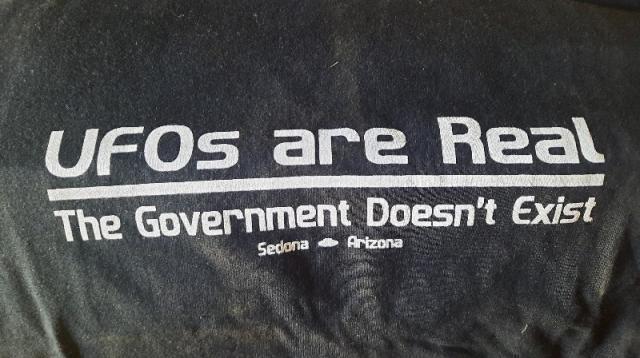 UFOs are Real
The Government Doesn't Exist
Sedona Arizona